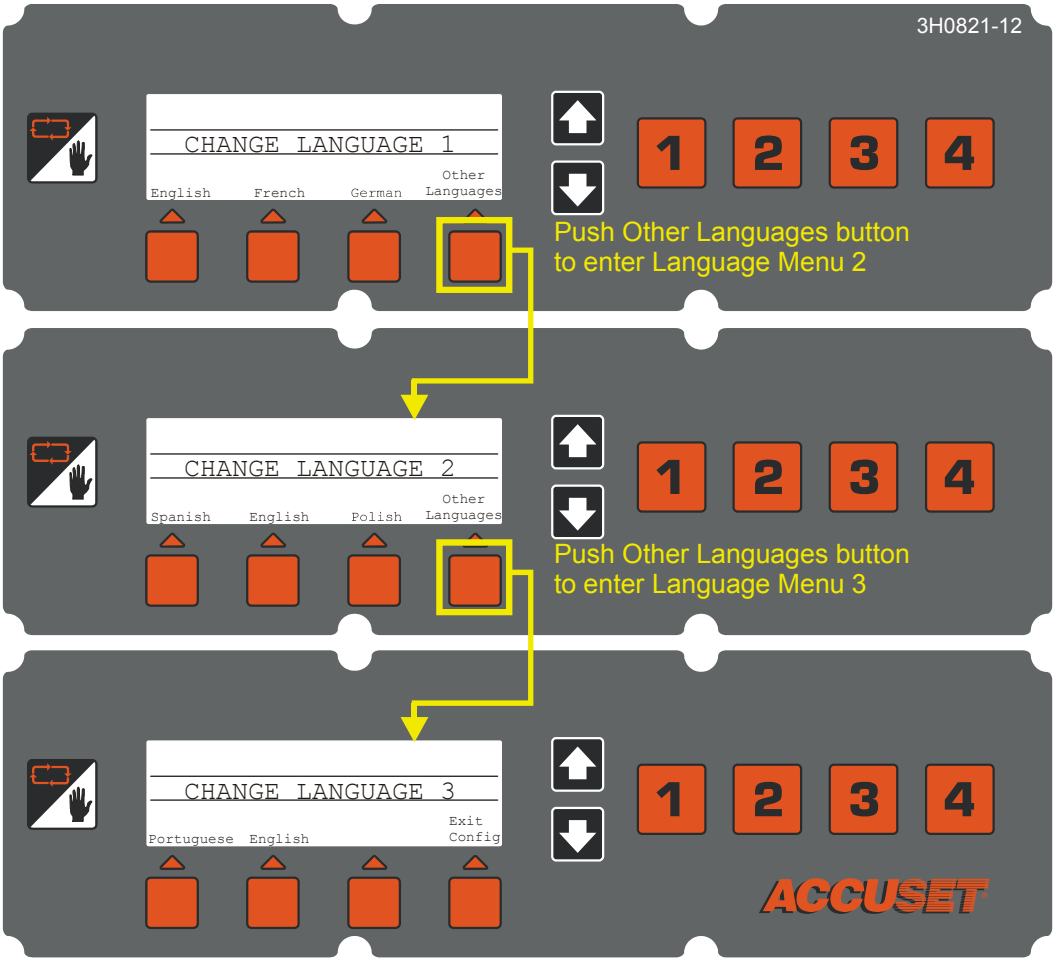 3H0821-12
CHANGE LANGUAGE 1
Other
English French German Languages
1 2 3 4
Push Other Languages button
to enter Language Menu 2
CHANGE LANGUAGE 2
Other
Spanish English Polish Languages
1 2 3 4
Push Other Languages button
to enter Language Menu 3
CHANGE LANGUAGE 3
Exit
Portuguese English Config
1 2 3 4
ACCUSET